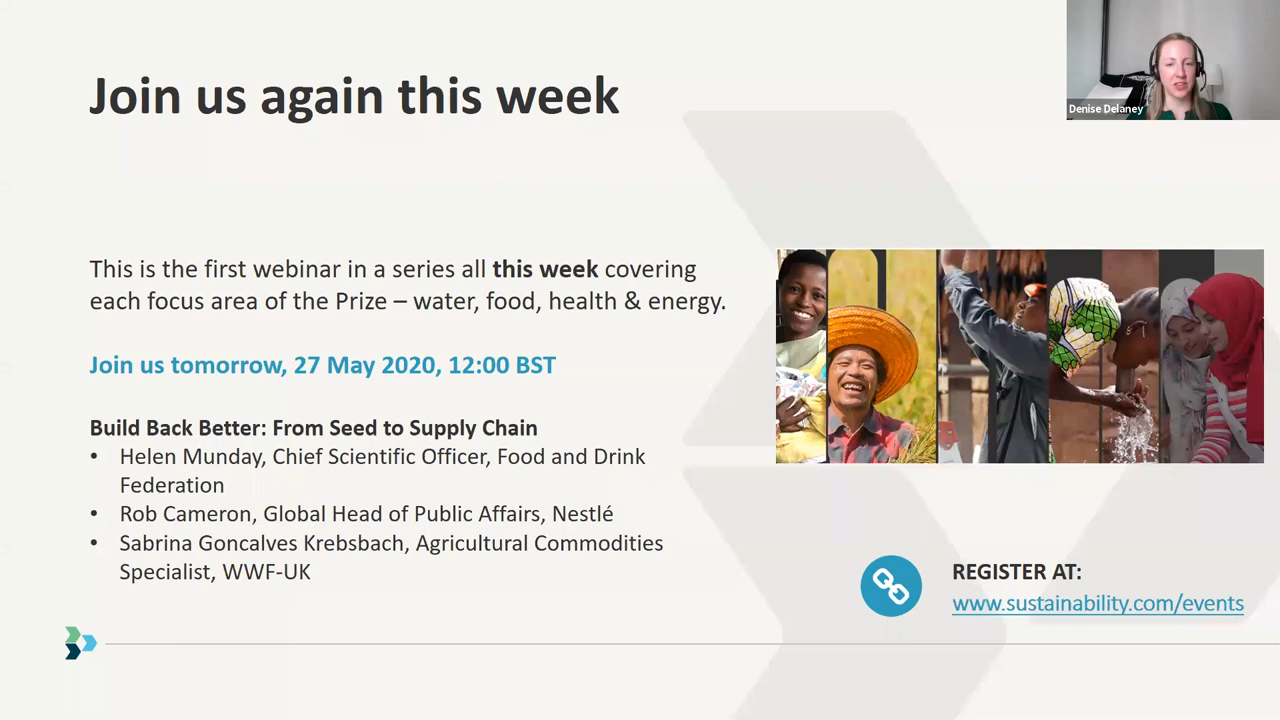 Join us again this week
Denise Delaney
This is the first webinar in a series all this week covering
each focus area of the Prize – water, food, health & energy.
Join us tomorrow, 27 May 2020, 12:00 BST
Build Back Better: From Seed to Supply Chain
• Helen Munday, Chief Scientific Officer, Food and Drink
Federation
• Rob Cameron, Global Head of Public Affairs, Nestlé
• Sabrina Goncalves Krebsbach, Agricultural Commodities
Specialist, WWF-UK
REGISTER AT:
www.sustainability.com/events